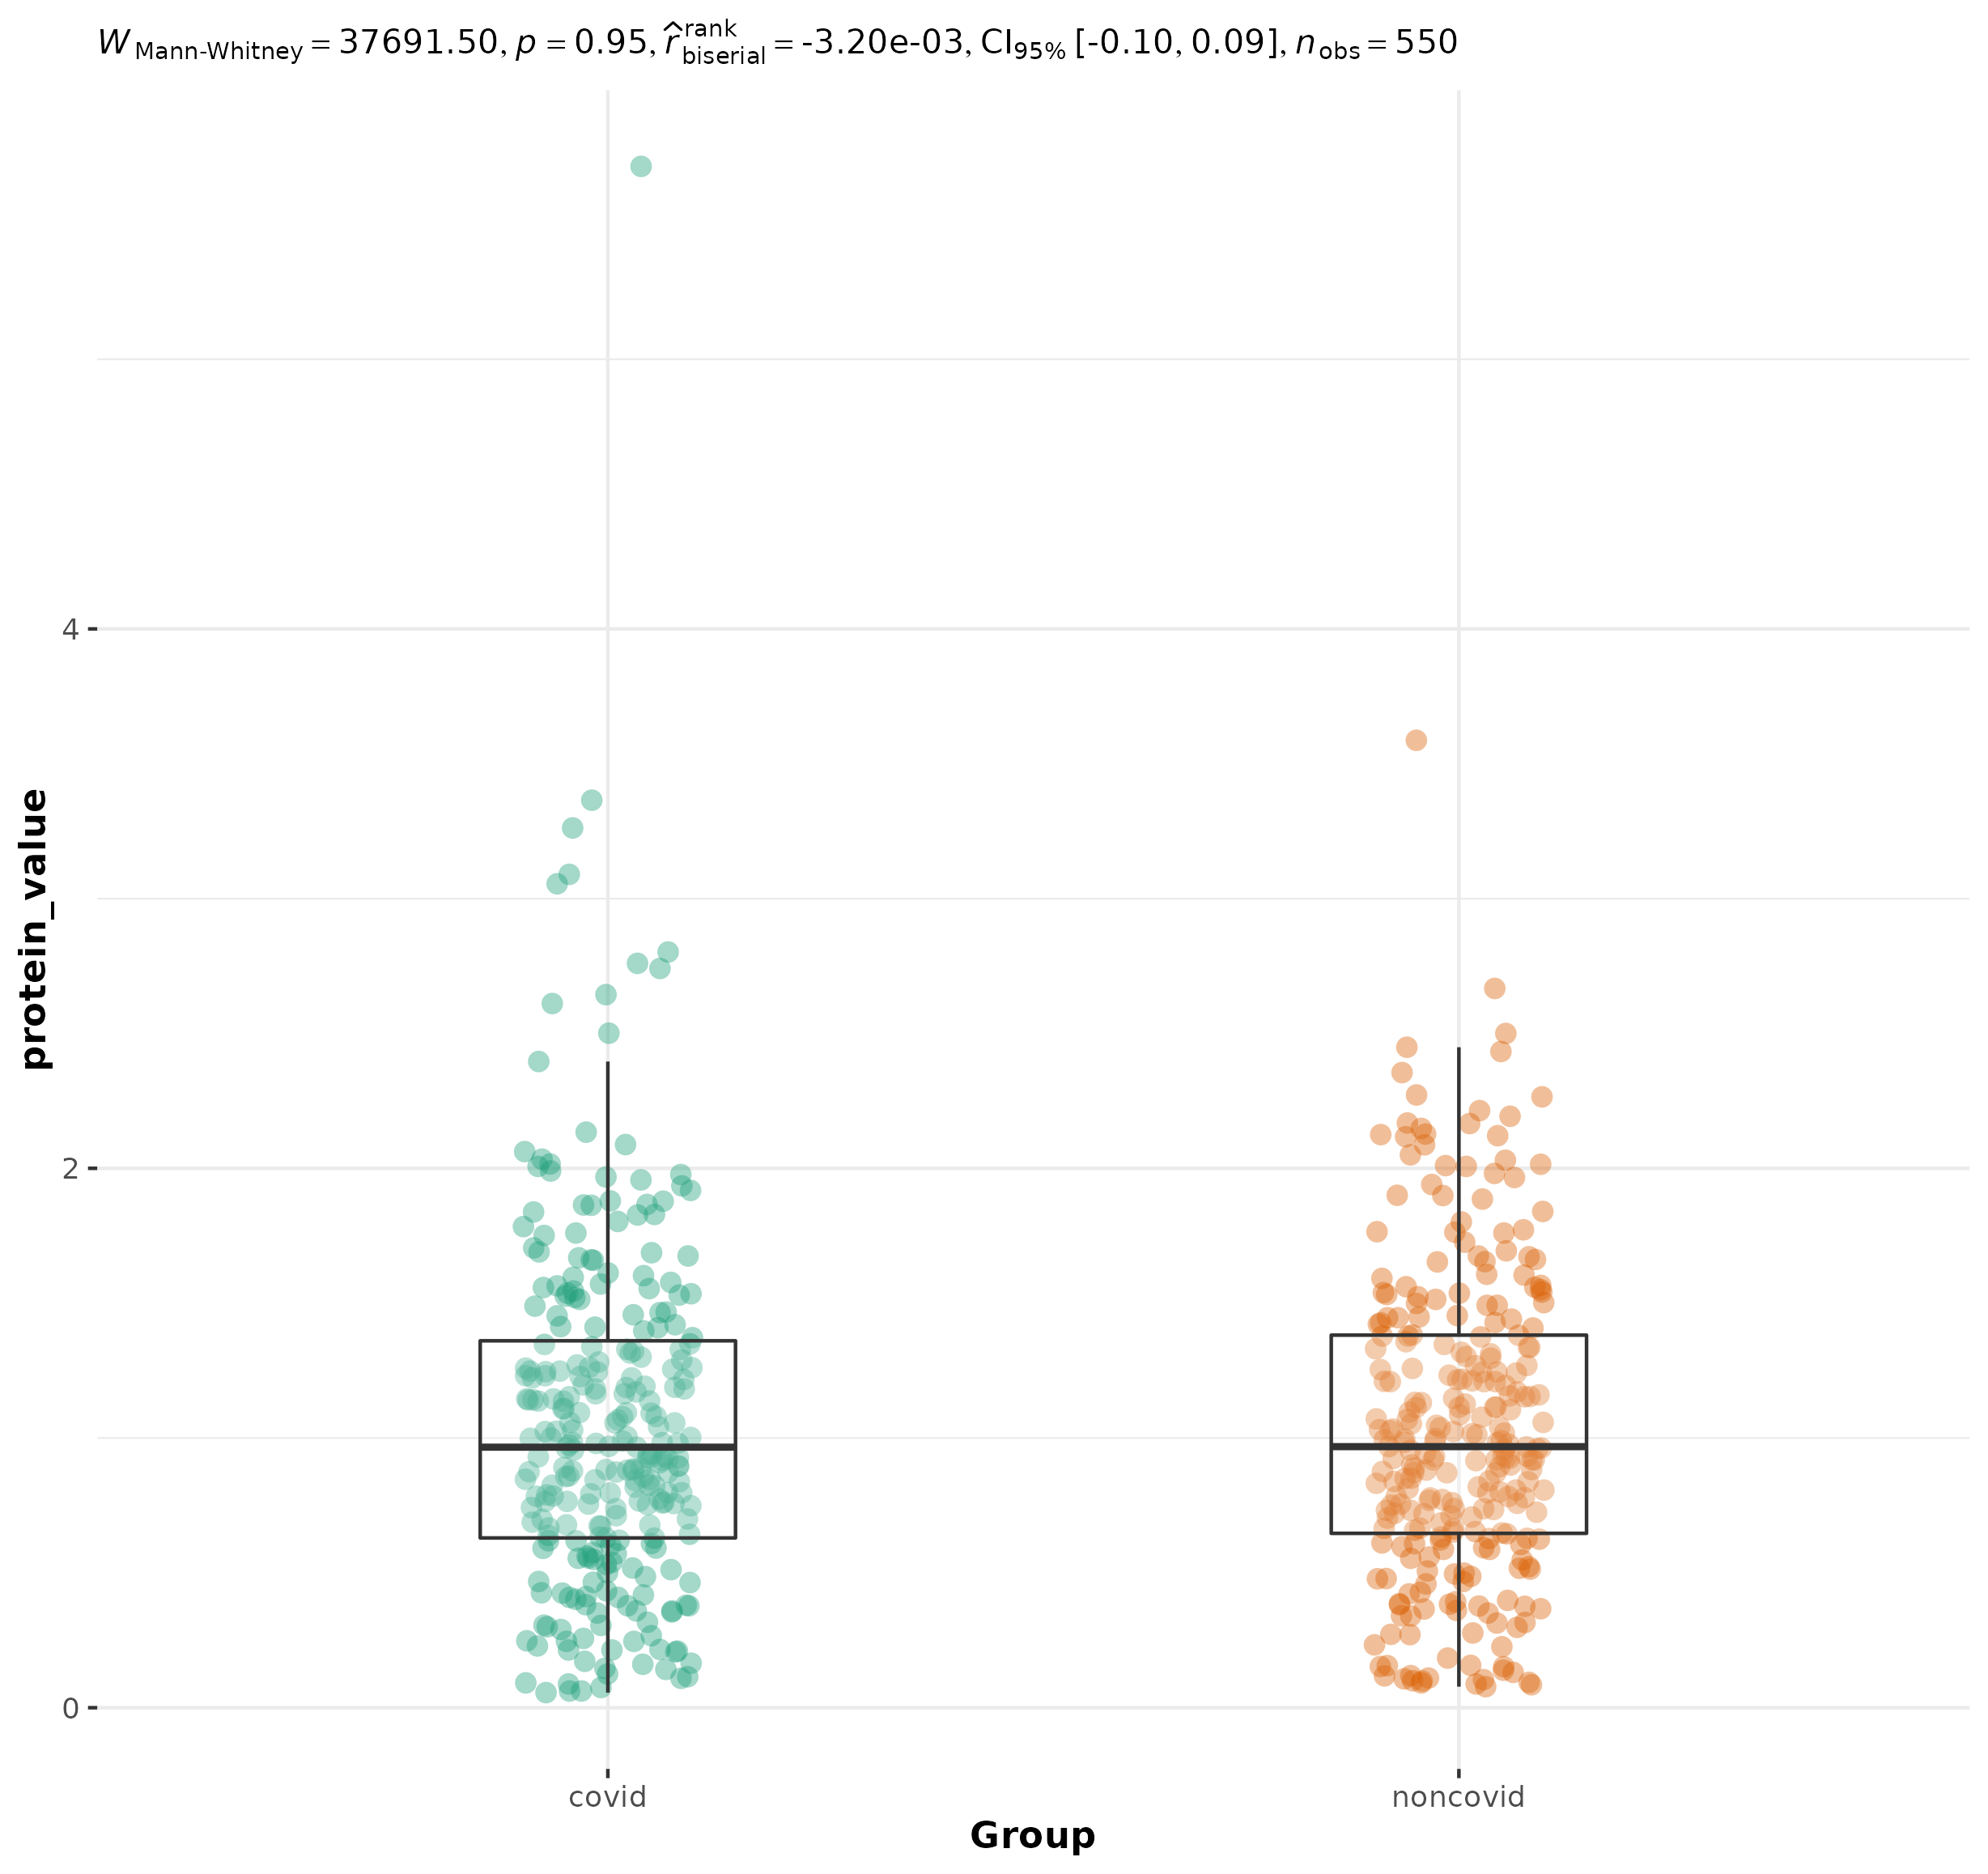 W Mann-Whitney = 37691.50, p = 0.95, r̂ rank biserial = -3.20e-03, CI95% [-0.10, 0.09], nobs = 550
protein_value
4
2
0
covid noncovid
Group